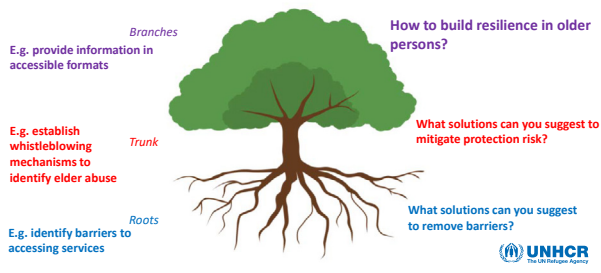 Branches
How to build resilience in older
persons?
E.g. provide information in
accessible formats
E.g. establish
whistleblowing
mechanisms to
identify elder abuse
Trunk
What solutions can you suggest to
mitigate protection risk?
Roots
E.g. identify barriers to
accessing services
What solutions can you suggest
to remove barriers?
UNHCR
The UN Refugee Agency